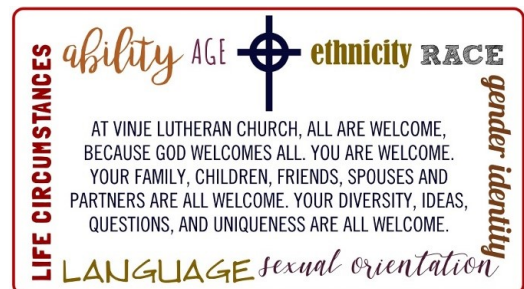 ability AGE ethnicity RACE
LIFE CIRCUMSTANCES
gender identity
AT VINJE LUTHERAN CHURCH, ALL ARE WELCOME,
BECAUSE GOD WELCOMES ALL. YOU ARE WELCOME.
YOUR FAMILY, CHILDREN, FRIENDS, SPOUSES AND
PARTNERS ARE ALL WELCOME. YOUR DIVERSITY, IDEAS,
QUESTIONS, AND UNIQUENESS ARE ALL WELCOME.
LANGUAGE sexual orientation